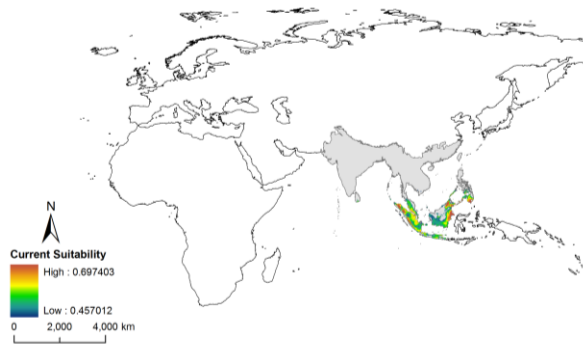 N
Current Suitability
High : 0.697403
Low : 0.457012
0 2,000 4,000 km